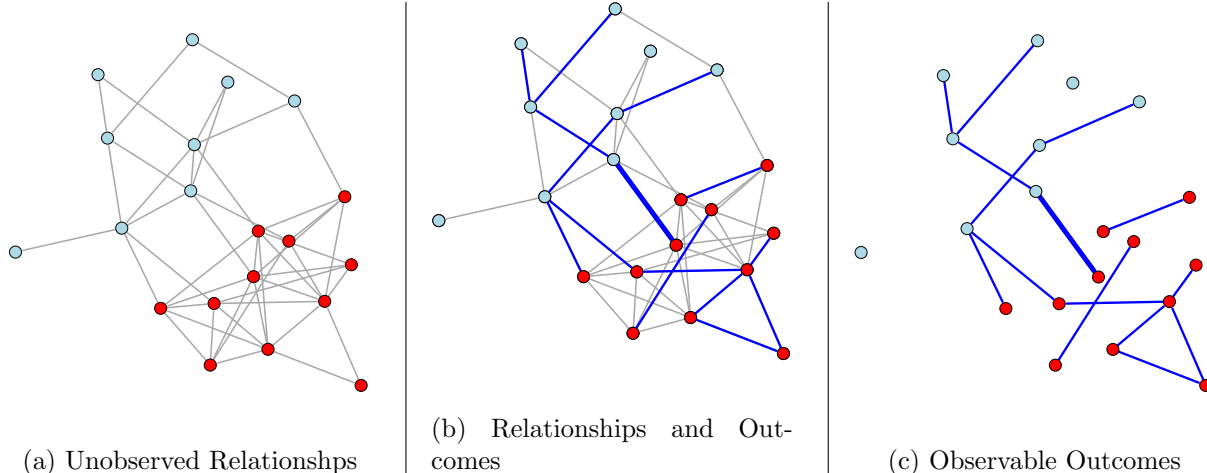 (a) Unobserved Relationshps
(b) Relationships and Out-
comes
(c) Observable Outcomes